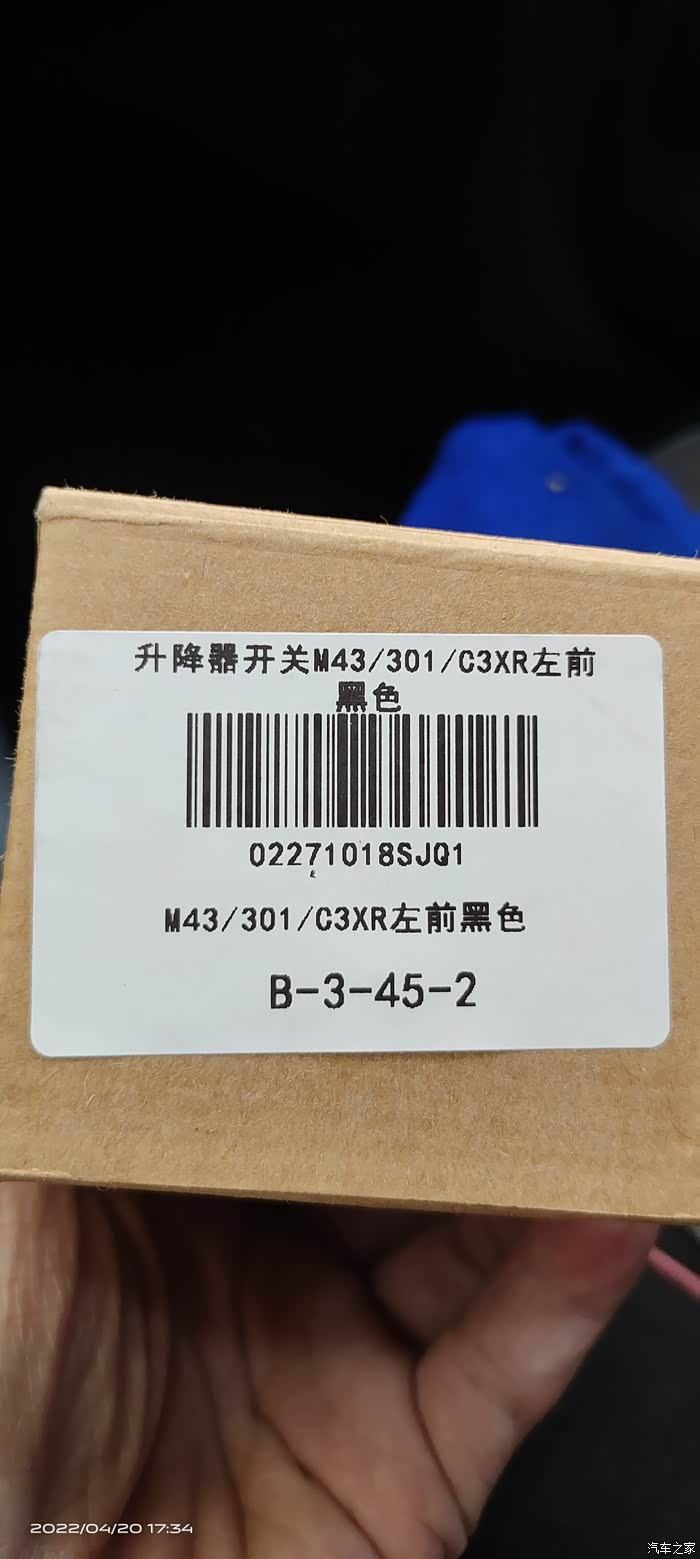 升降器开关M43/301/C3XR左前
黑色
02271018SJQ1
M43/301/C3XR左前黑色
B-3-45-2
2022/04/20 17:34
汽车之家